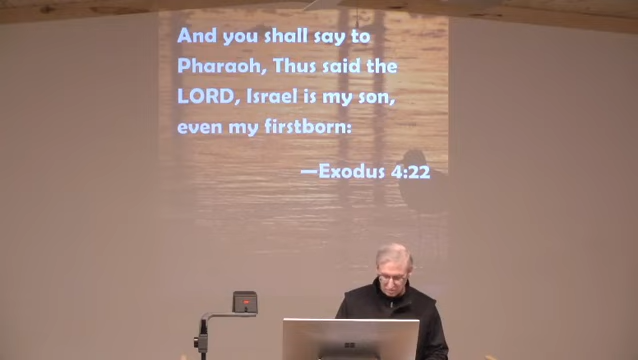 And you shall say to
Pharaoh, Thus said the
LORD, Israel is my son,
even my firstborn:
—Exodus 4:22